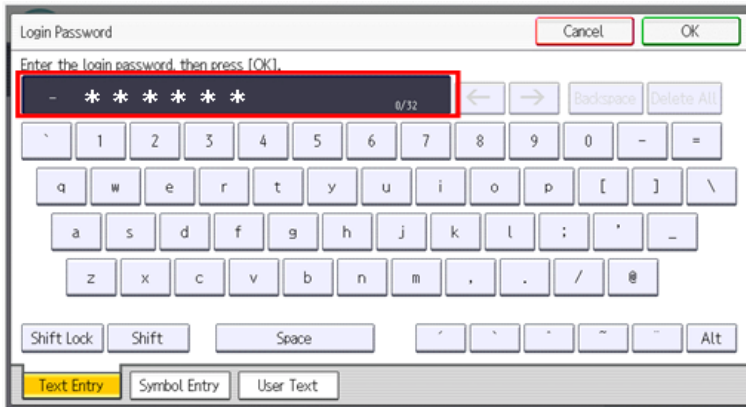 Login Password Cancel OK
Enter the login password, then press [OK].
- * * * * * * 0/32 ← → Backspace Delete All
` 1 2 3 4 5 6 7 8 9 0 - =
q w e r t y u i o p [ ] \
a s d f g h j k l ; ' _
z x c v b n m , . / @
Shift Lock Shift Space ´ ` ^ ~ ¨ Alt
Text Entry Symbol Entry User Text